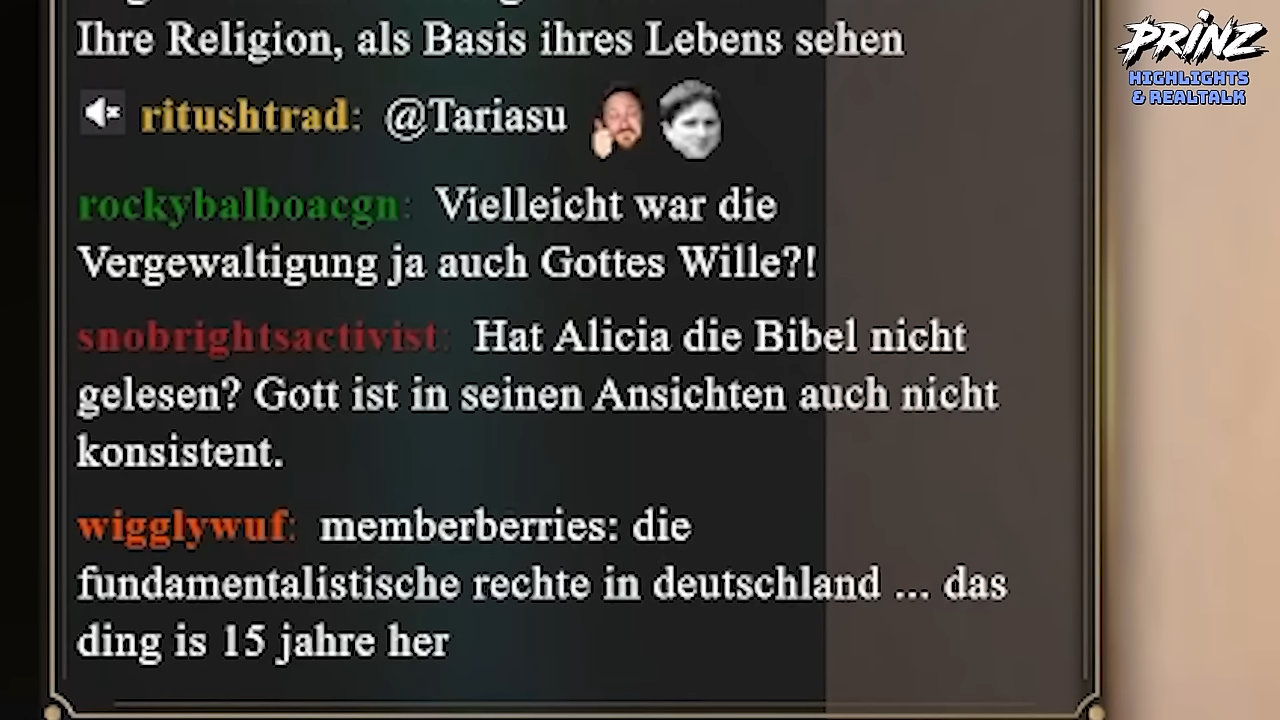 Ihre Religion, als Basis ihres Lebens sehen
ritushtrad: @Tariasu
rockybalboacgn: Vielleicht war die
Vergewaltigung ja auch Gottes Wille?!
snobrightsactivist: Hat Alicia die Bibel nicht
gelesen? Gott ist in seinen Ansichten auch nicht
konsistent.
wigglywuf: memberberries: die
fundamentalistische rechte in deutschland ... das
ding is 15 jahre her
PRINZ
HIGHLIGHTS
& REALTALK